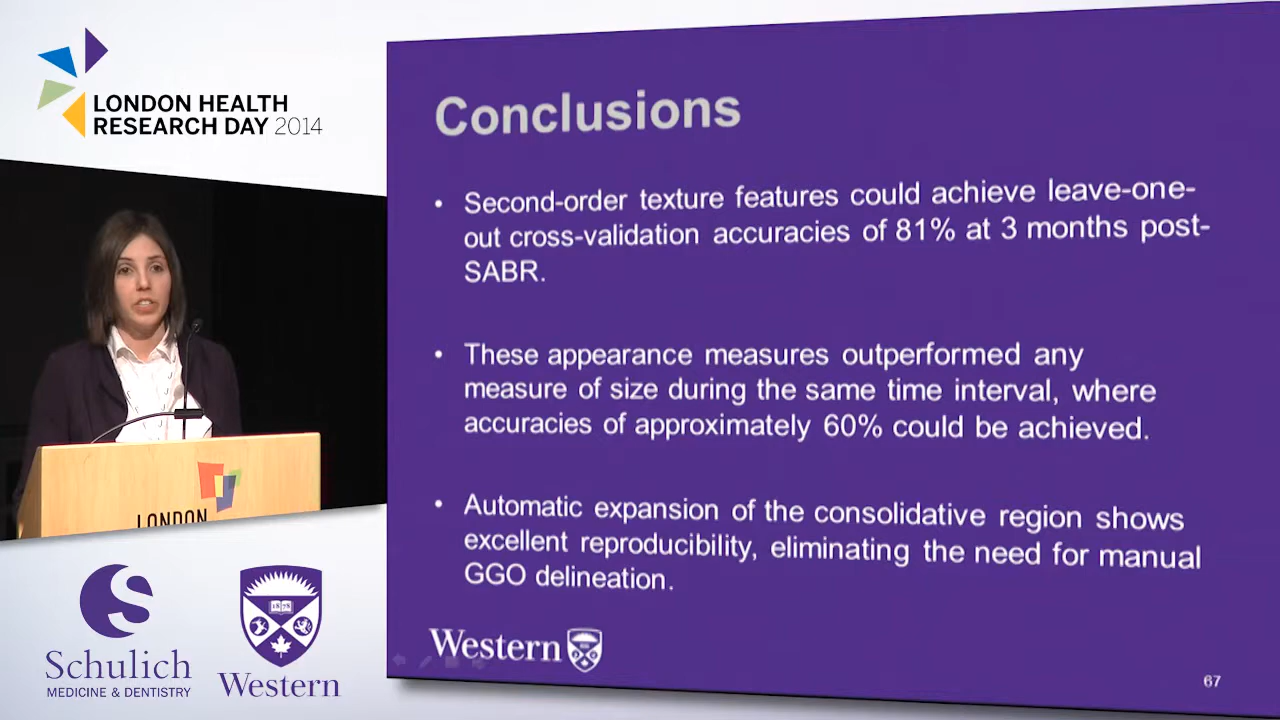 LONDON HEALTH
RESEARCH DAY 2014
Conclusions
• Second-order texture features could achieve leave-one-
out cross-validation accuracies of 81% at 3 months post-
SABR.
• These appearance measures outperformed any
measure of size during the same time interval, where
accuracies of approximately 60% could be achieved.
• Automatic expansion of the consolidative region shows
excellent reproducibility, eliminating the need for manual
GGO delineation.
Western
67
LONDON
Schulich
MEDICINE & DENTISTRY
1878
Western